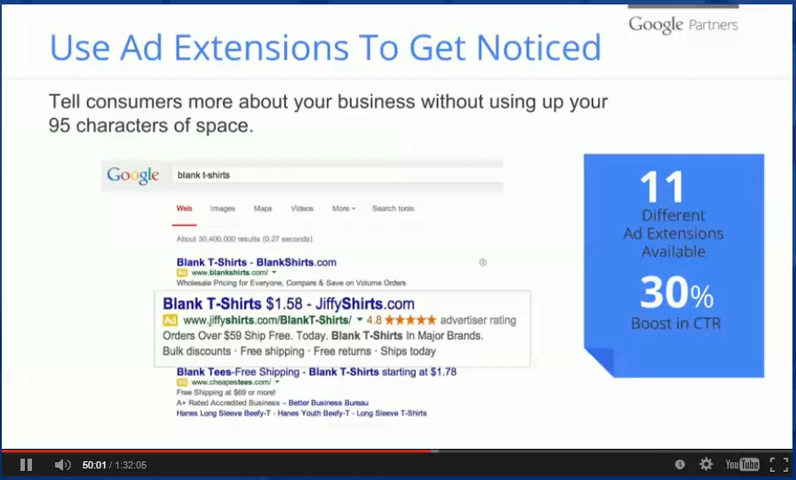 Google Partners
Use Ad Extensions To Get Noticed
Tell consumers more about your business without using up your
95 characters of space.
Google blank t-shirts
Web Images Maps Videos More Search tools
About 30,400,000 results (0.27 seconds)
Blank T-Shirts - BlankShirts.com
Ad www.blankshirts.com/
Wholesale Pricing for Everyone, Compare & Save on Volume Orders
Blank T-Shirts $1.58 - JiffyShirts.com
Ad www.jiffyshirts.com/BlankT-Shirts/ 4.8 ★★★★★ advertiser rating
Orders Over $59 Ship Free. Today. Blank T-Shirts In Major Brands.
Bulk discounts · Free shipping · Free returns · Ships today
Blank Tees-Free Shipping - Blank T-Shirts starting at $1.78
Ad www.cheapestees.com/
Free Shipping at $69 or more!
A+ Rated Accredited Business – Better Business Bureau
Hanes Long Sleeve Beefy-T - Hanes Youth Beefy-T - Long Sleeve T-Shirts
11
Different
Ad Extensions
Available
30%
Boost in CTR
50:01 / 1:32:05
YouTube